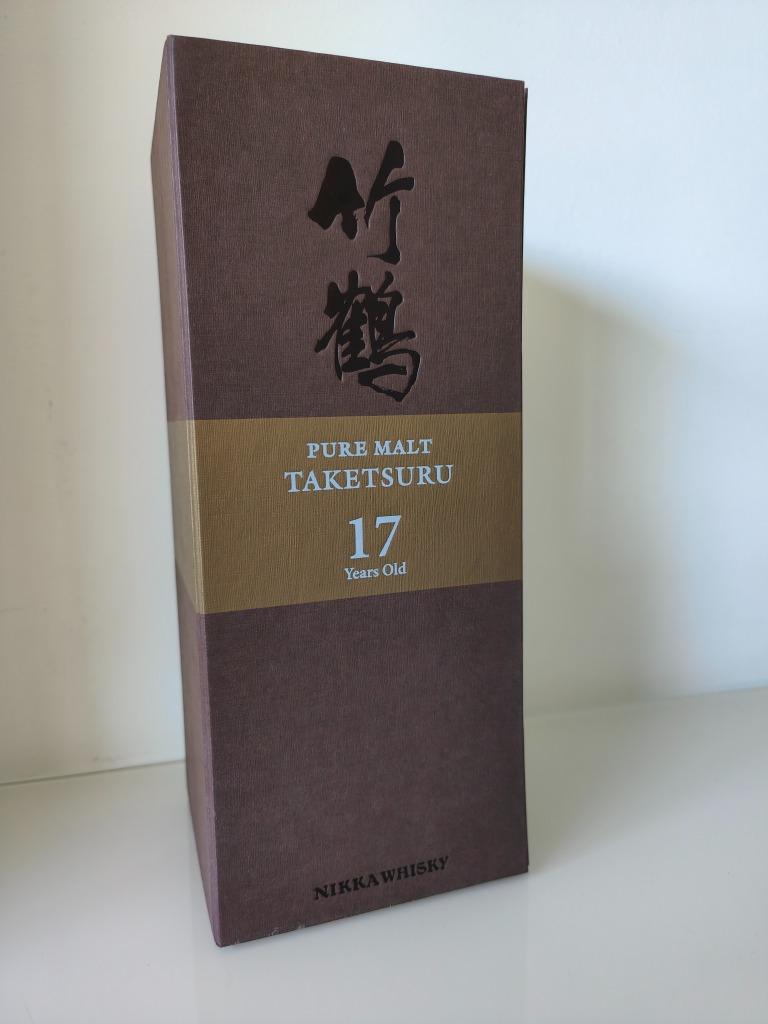 竹鶴
PURE MALT
TAKETSURU
17
Years Old
NIKKA WHISKY